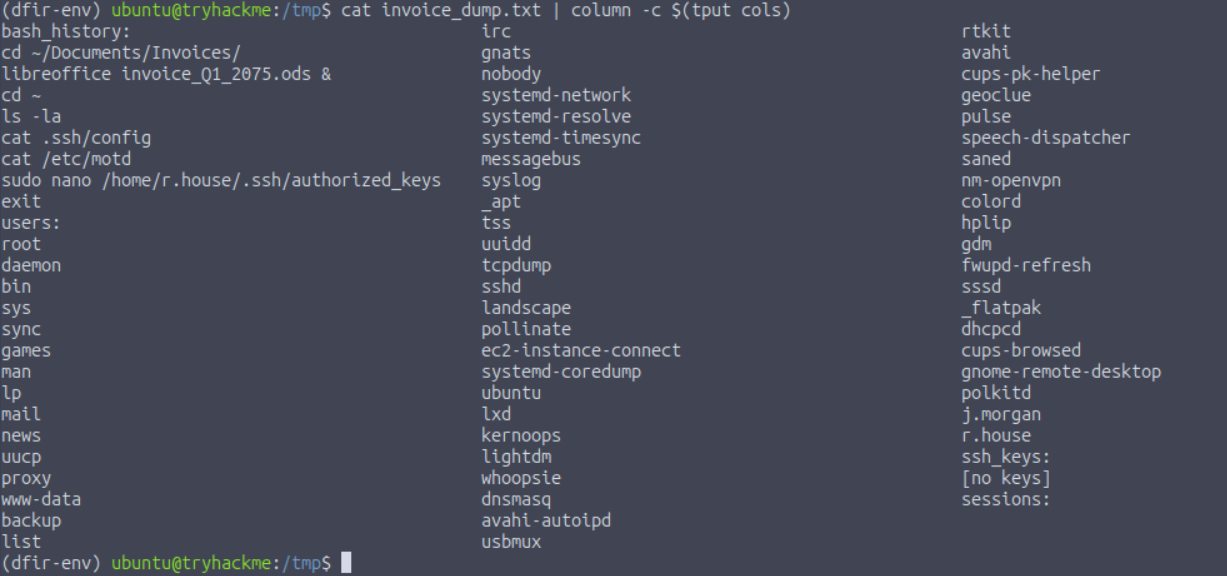 (dfir-env) ubuntu@tryhackme:/tmp$ cat invoice_dump.txt | column -c $(tput cols)
bash_history: irc rtkit
cd ~/Documents/Invoices/ gnats avahi
libreoffice invoice_Q1_2075.ods & nobody cups-pk-helper
cd ~ systemd-network geoclue
ls -la systemd-resolve pulse
cat .ssh/config systemd-timesync speech-dispatcher
cat /etc/motd messagebus saned
sudo nano /home/r.house/.ssh/authorized_keys syslog nm-openvpn
exit _apt colord
users: tss hplip
root uuidd gdm
daemon tcpdump fwupd-refresh
bin sshd sssd
sys landscape _flatpak
sync pollinate dhcpcd
games ec2-instance-connect cups-browsed
man systemd-coredump gnome-remote-desktop
lp ubuntu polkitd
mail lxd j.morgan
news kernoops r.house
uucp lightdm ssh_keys:
proxy whoopsie [no keys]
www-data dnsmasq sessions:
backup avahi-autoipd
list usbmux
(dfir-env) ubuntu@tryhackme:/tmp$